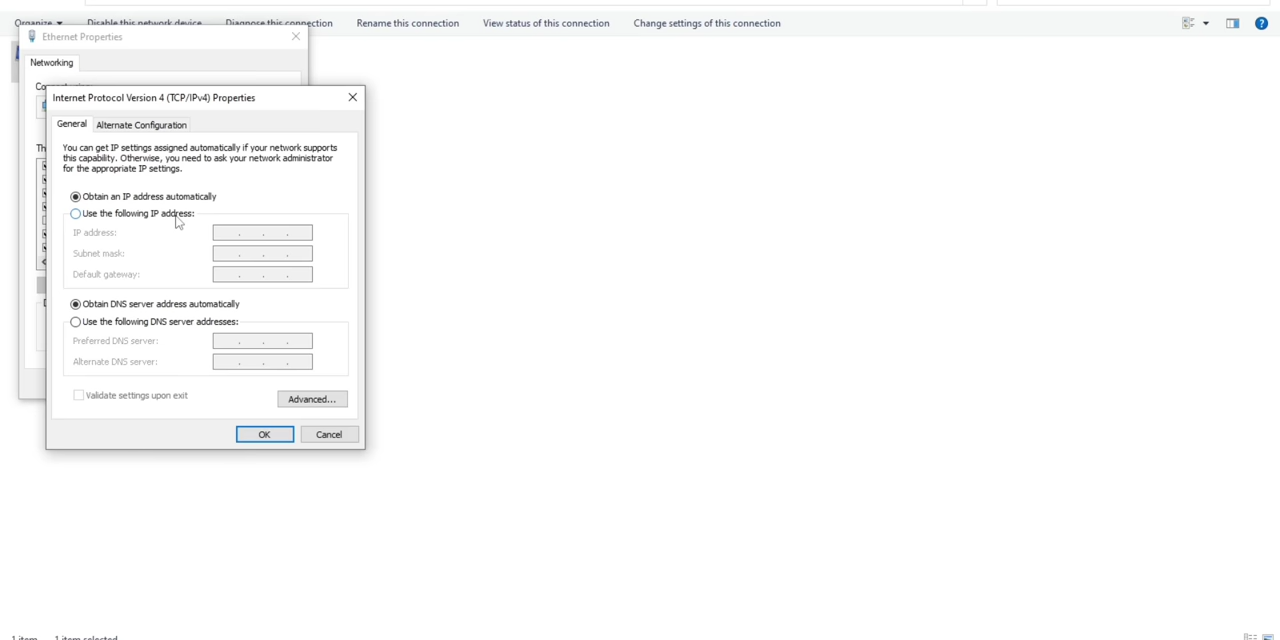 Organize Disable this network device Diagnose this connection Rename this connection View status of this connection Change settings of this connection
Ethernet Properties
Networking
Internet Protocol Version 4 (TCP/IPv4) Properties
General Alternate Configuration
You can get IP settings assigned automatically if your network supports
this capability. Otherwise, you need to ask your network administrator
for the appropriate IP settings.
Obtain an IP address automatically
Use the following IP address:
IP address: . . .
Subnet mask: . . .
Default gateway: . . .
Obtain DNS server address automatically
Use the following DNS server addresses:
Preferred DNS server: . . .
Alternate DNS server: . . .
Validate settings upon exit
Advanced...
OK Cancel
1 item 1 item selected